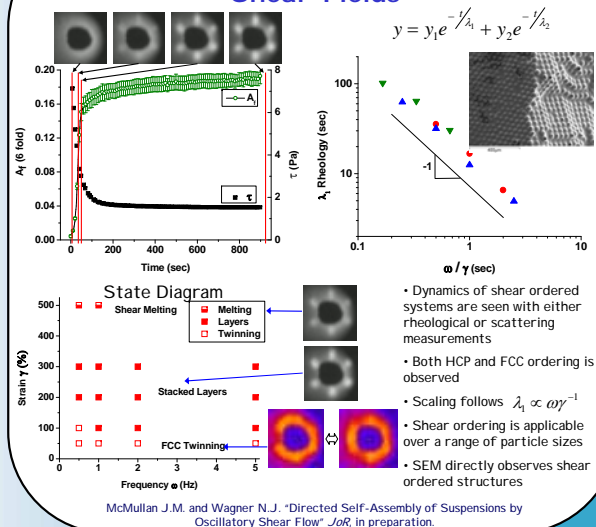 Shear Fields
y = y₁e^(-t/λ₁) + y₂e^(-t/λ₂)
0.20
0.16
0.12
0.08
0.04
0.00
A_f (6 fold)
8
6
4
2
0
τ (Pa)
A_f
τ
0 200 400 600 800
Time (sec)
100
10
λ₁ Rheology (sec)
-1
0.1 1 10
ω / γ (sec)
State Diagram
500
400
300
200
100
0
Strain γ (%)
Shear Melting
Melting
Layers
Twinning
Stacked Layers
FCC Twinning
0 1 2 3 4 5
Frequency ω (Hz)
• Dynamics of shear ordered
systems are seen with either
rheological or scattering
measurements
• Both HCP and FCC ordering is
observed
• Scaling follows λ₁ ∝ ωγ⁻¹
• Shear ordering is applicable
over a range of particle sizes
• SEM directly observes shear
ordered structures
McMullan J.M. and Wagner N.J. "Directed Self-Assembly of Suspensions by
Oscillatory Shear Flow" JoR, in preparation.